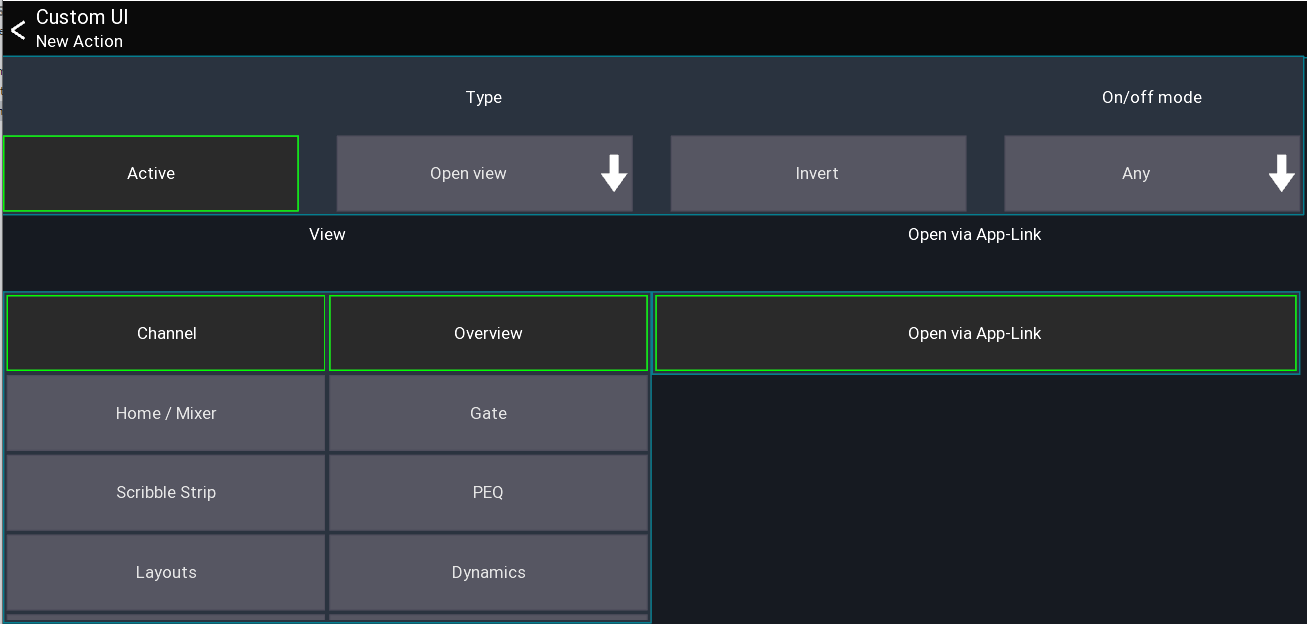 Custom UI
New Action
Type
On/off mode
Active
Open view
Invert
Any
View
Open via App-Link
Channel
Overview
Open via App-Link
Home / Mixer
Gate
Scribble Strip
PEQ
Layouts
Dynamics